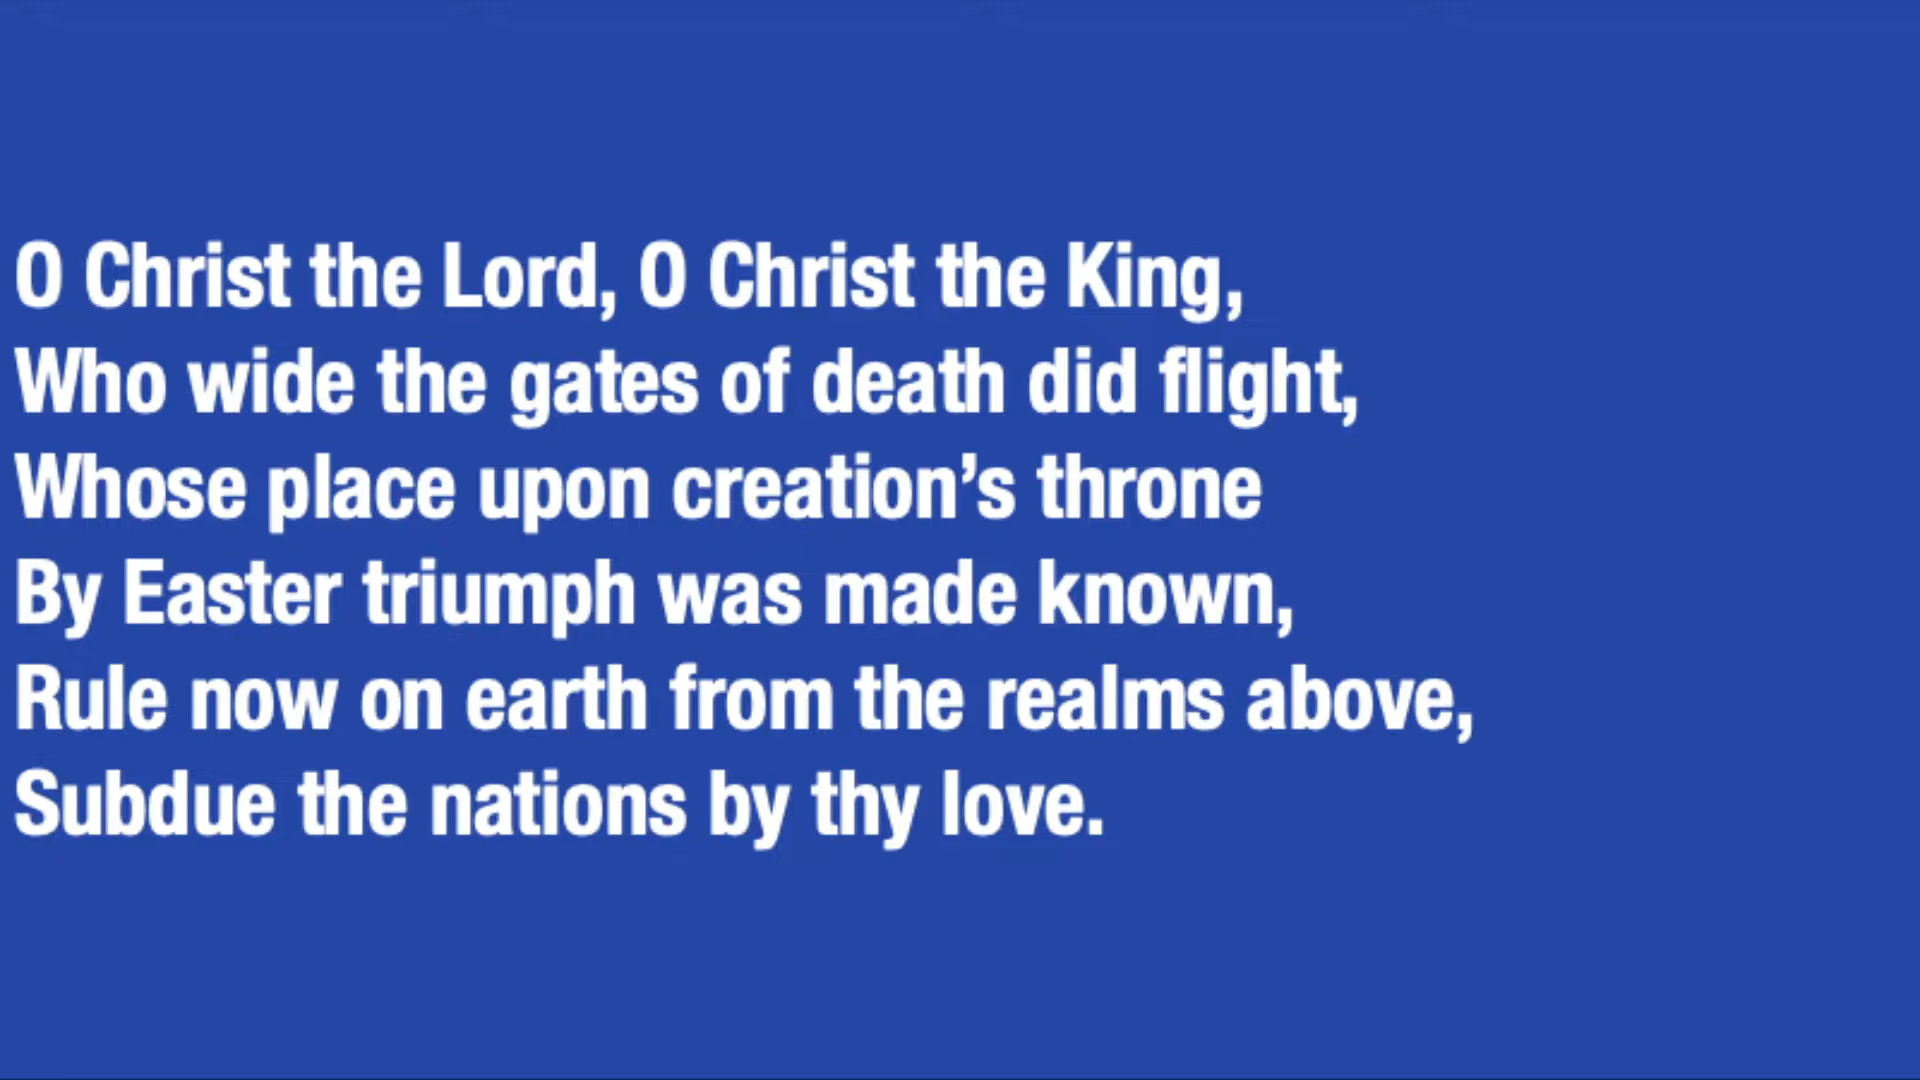 O Christ the Lord, O Christ the King,
Who wide the gates of death did flight,
Whose place upon creation’s throne
By Easter triumph was made known,
Rule now on earth from the realms above,
Subdue the nations by thy love.